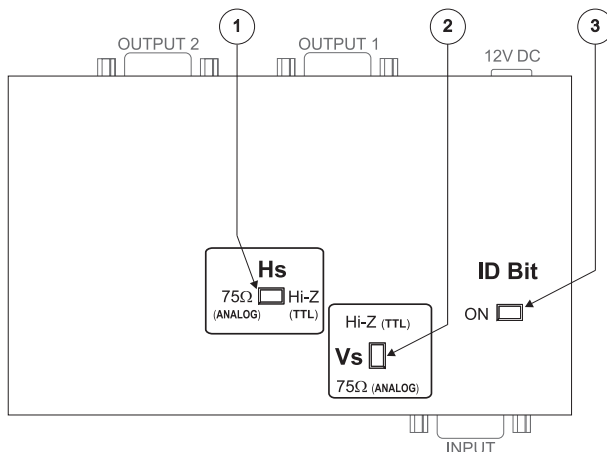 1 2 3
OUTPUT 2 OUTPUT 1 12V DC
Hs
75Ω Hi-Z
(ANALOG) (TTL)
ID Bit
ON
Hi-Z (TTL)
Vs
75Ω (ANALOG)
INPUT